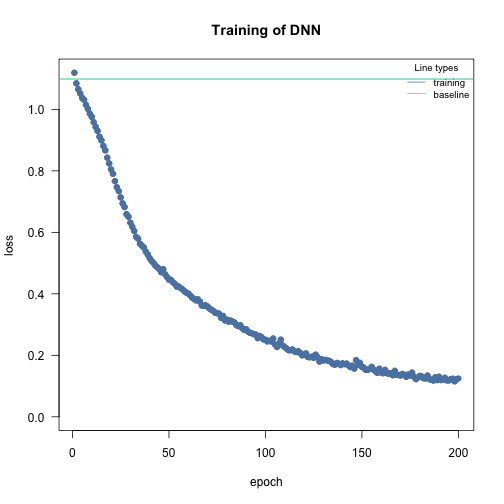 Training of DNN
Line types
training
baseline
1.0
0.8
0.6
0.4
0.2
0.0
loss
0 50 100 150 200
epoch